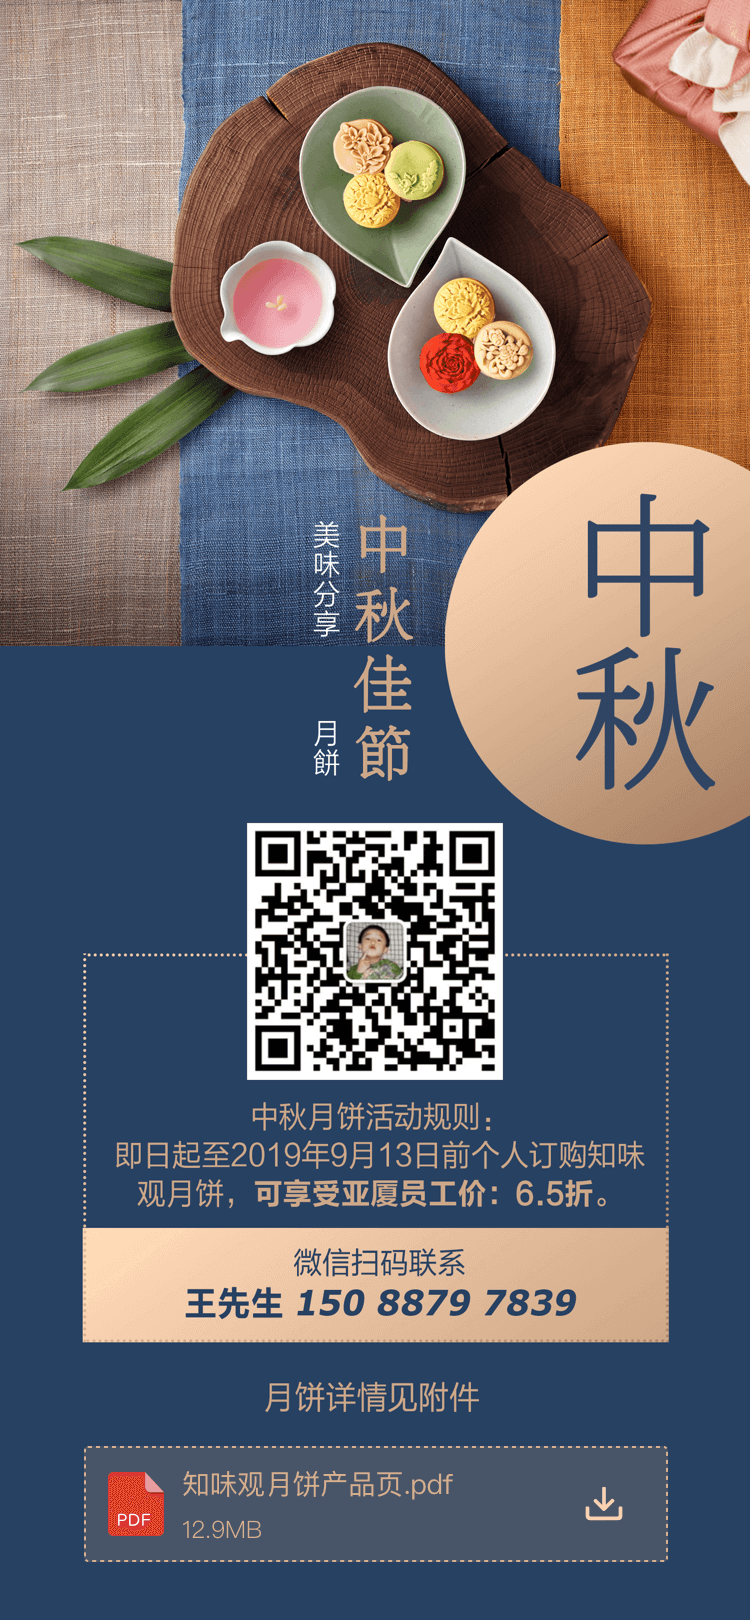 中秋
中秋佳節
美味分享
月餅
中秋月饼活动规则：
即日起至2019年9月13日前个人订购知味
观月饼，可享受亚厦员工价：6.5折。
微信扫码联系
王先生 150 8879 7839
月饼详情见附件
知味观月饼产品页.pdf
PDF
12.9MB